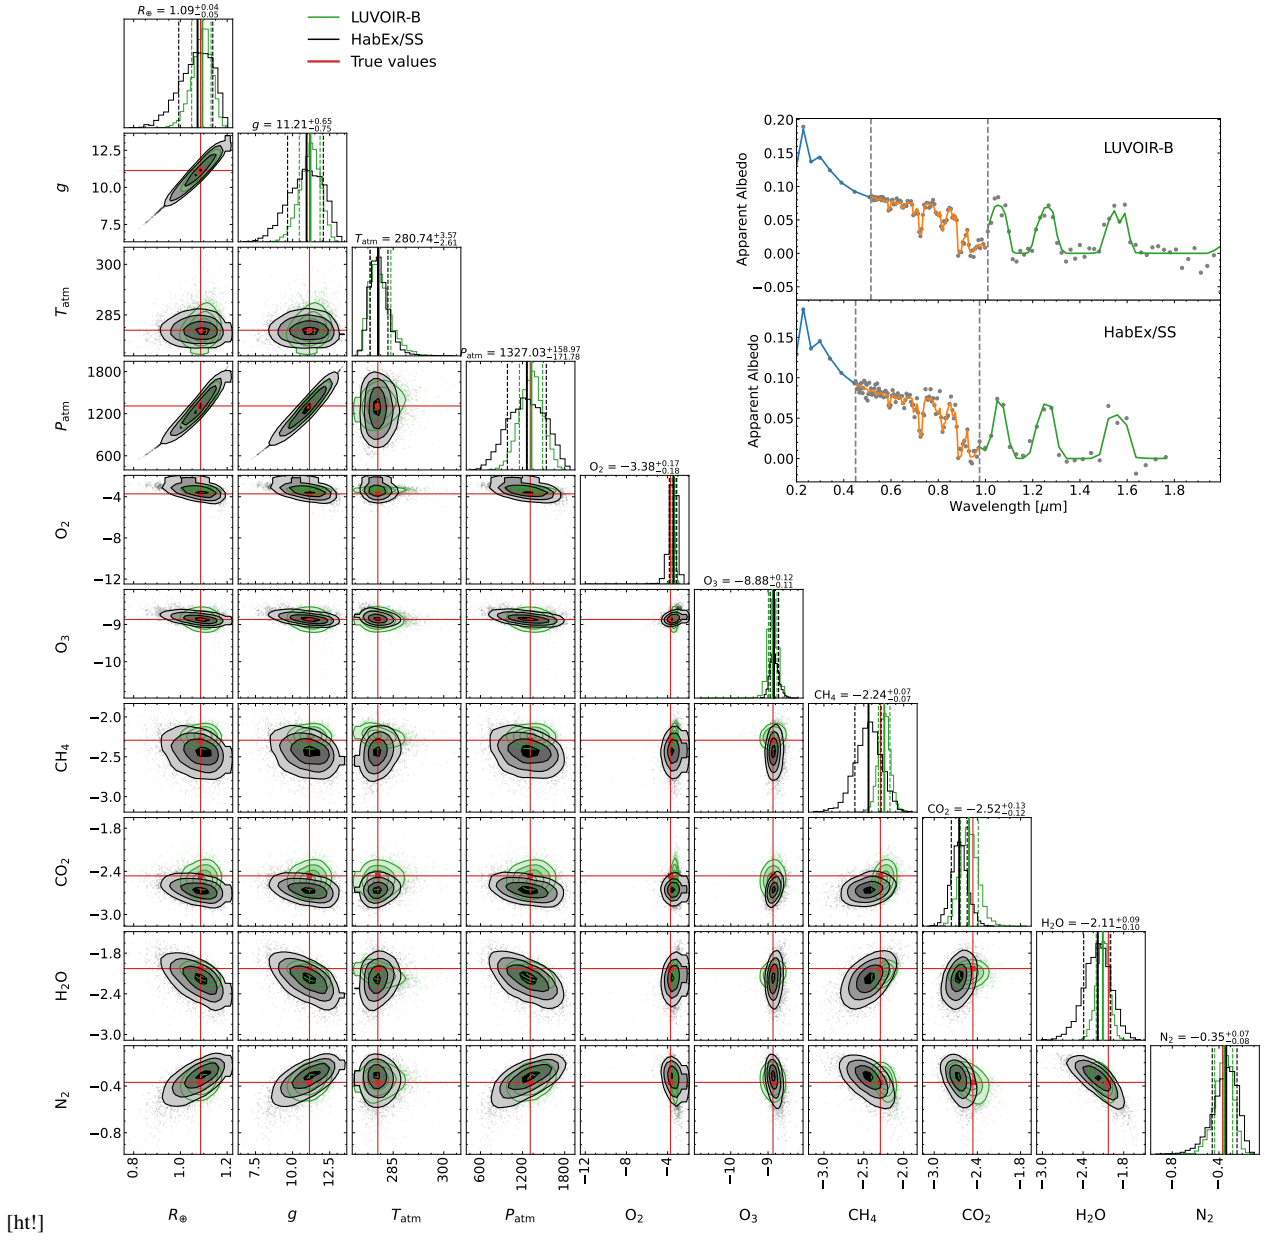 R⊕ = 1.09 +0.04 −0.05
LUVOIR-B
HabEx/SS
True values
g = 11.21 +0.65 −0.75
12.5
10.0
7.5
g
0.20
0.15
0.10
0.05
0.00
−0.05
Apparent Albedo
LUVOIR-B
T_atm = 280.74 +3.57 −2.61
300
285
T_atm
0.15
0.10
0.05
0.00
Apparent Albedo
HabEx/SS
0.2 0.4 0.6 0.8 1.0 1.2 1.4 1.6 1.8
Wavelength [μm]
P_atm = 1327.03 +158.97 −171.78
1800
1200
600
P_atm
O₂ = −3.38 +0.17 −0.18
−4
−8
−12
O₂
O₃ = −8.88 +0.12 −0.11
−9
−10
O₃
CH₄ = −2.24 +0.07 −0.07
−2.0
−2.5
−3.0
CH₄
CO₂ = −2.52 +0.13 −0.12
−1.8
−2.4
−3.0
CO₂
H₂O = −2.11 +0.09 −0.10
−1.8
−2.4
−3.0
H₂O
N₂ = −0.35 +0.07 −0.08
−0.4
−0.8
N₂
0.8 1.0 1.2 7.5 10.0 12.5 285 300 600 1200 1800 −12 −8 −4 −10 −9 −3.0 −2.5 −2.0 −3.0 −2.4 −1.8 −3.0 −2.4 −1.8 −0.8 −0.4
[ht!]
R⊕ g T_atm P_atm O₂ O₃ CH₄ CO₂ H₂O N₂